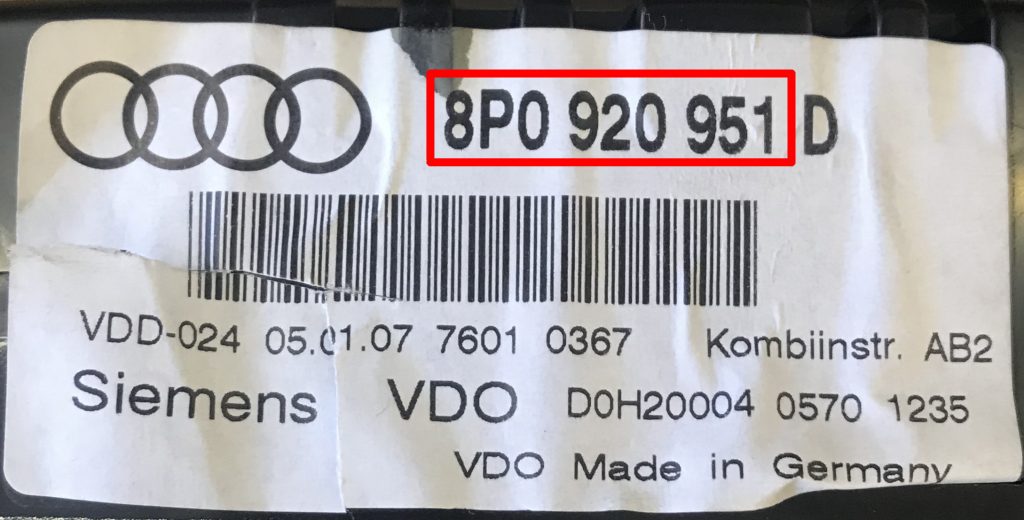 8P0 920 951 D
VDD-024 05.01.07 7601 0367 Kombiinstr. AB2
Siemens VDO D0H20004 0570 1235
VDO Made in Germany